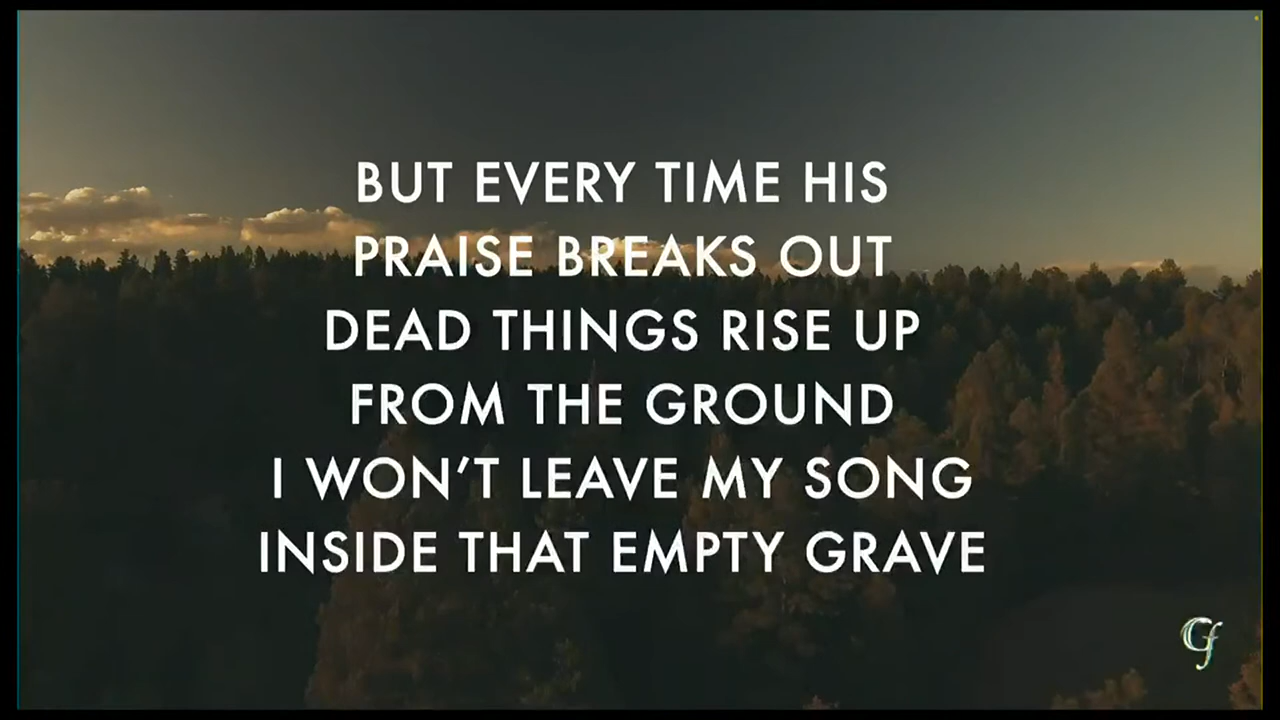 BUT EVERY TIME HIS
PRAISE BREAKS OUT
DEAD THINGS RISE UP
FROM THE GROUND
I WON’T LEAVE MY SONG
INSIDE THAT EMPTY GRAVE
Cf